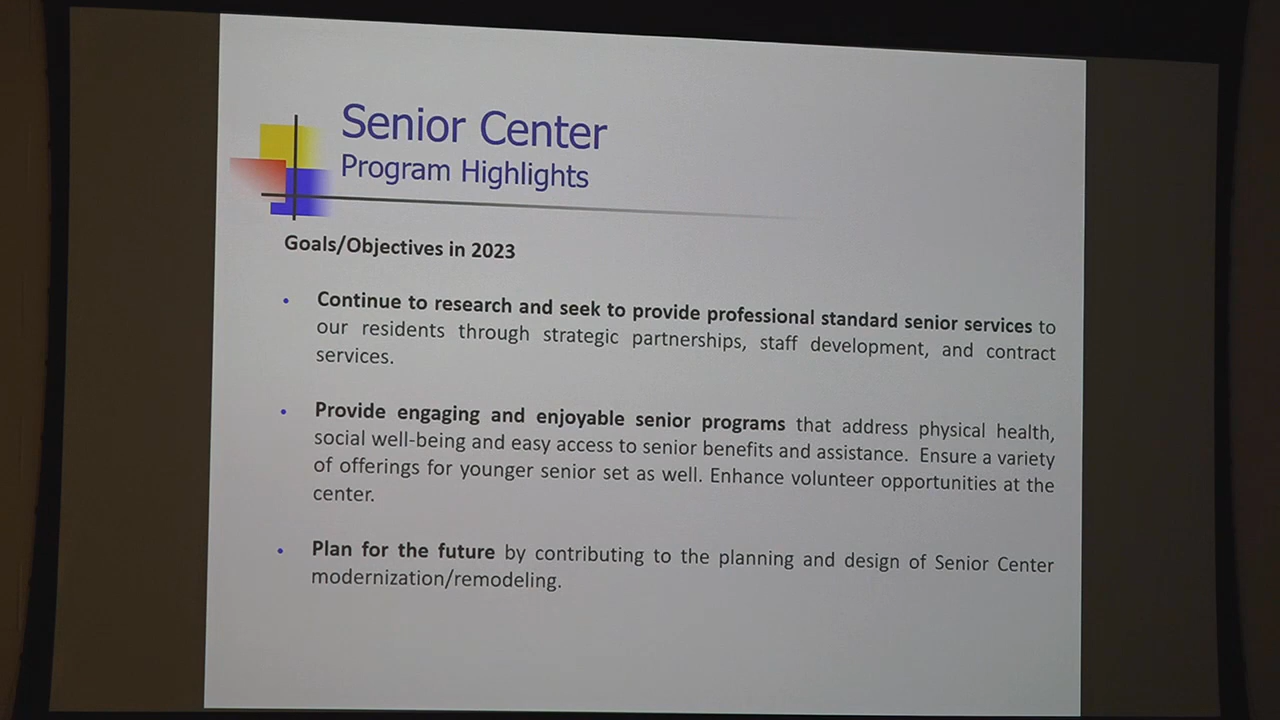 Senior Center
Program Highlights
Goals/Objectives in 2023
• Continue to research and seek to provide professional standard senior services to
our residents through strategic partnerships, staff development, and contract
services.
• Provide engaging and enjoyable senior programs that address physical health,
social well-being and easy access to senior benefits and assistance. Ensure a variety
of offerings for younger senior set as well. Enhance volunteer opportunities at the
center.
• Plan for the future by contributing to the planning and design of Senior Center
modernization/remodeling.